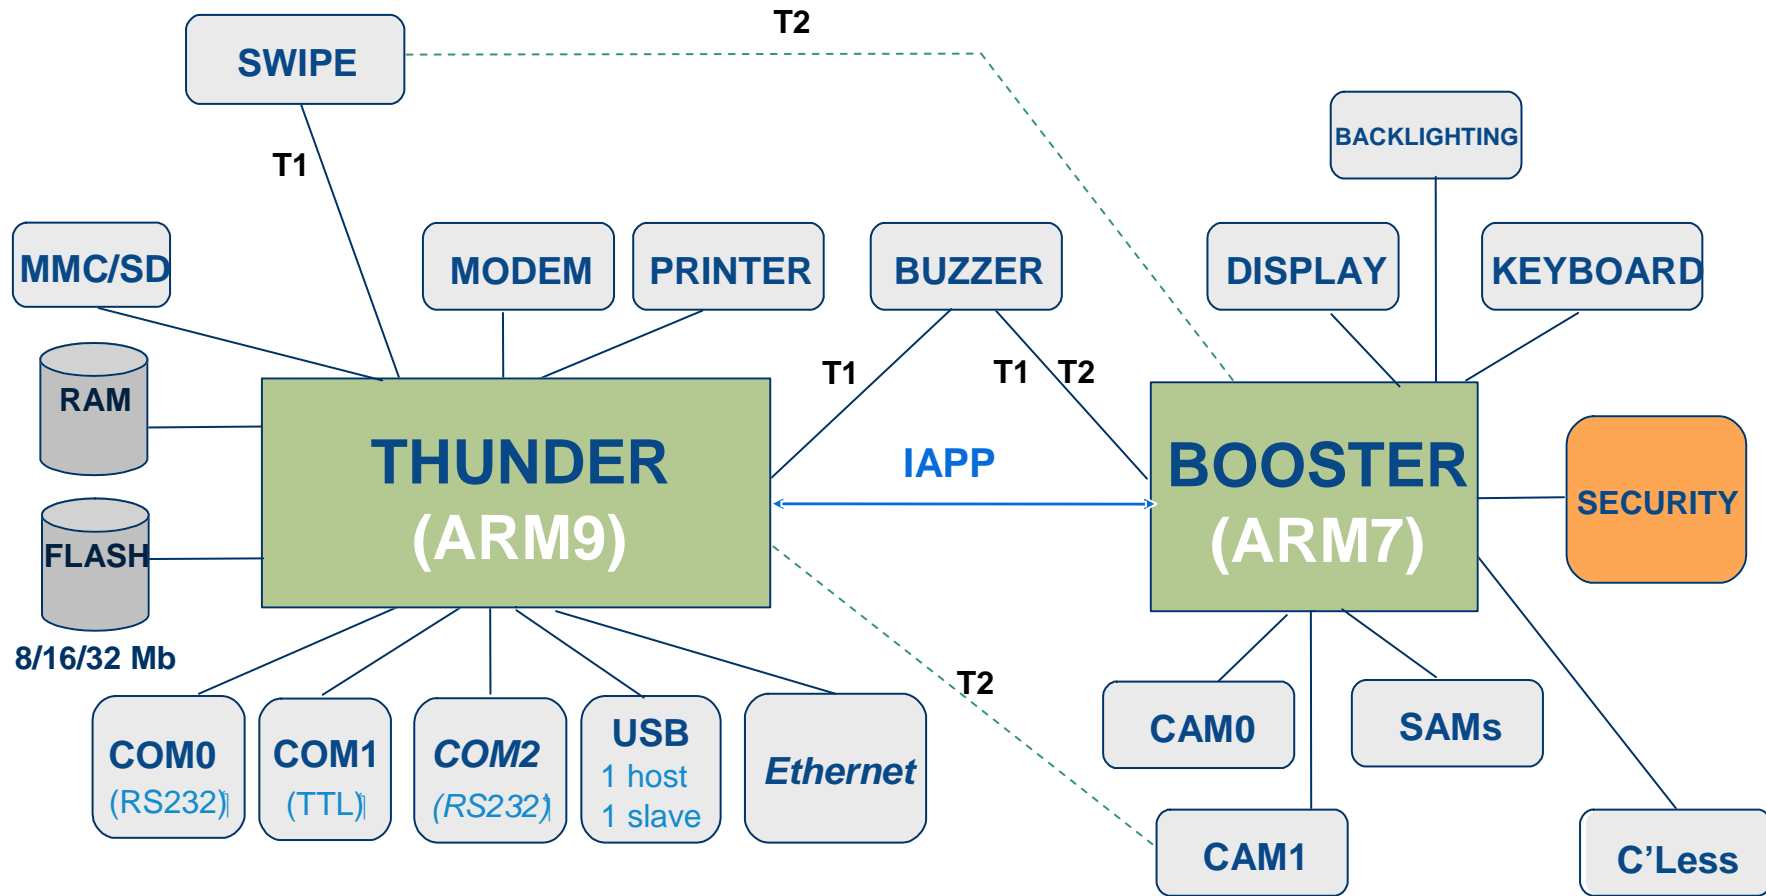 T2
SWIPE
BACKLIGHTING
T1
MMC/SD
MODEM
PRINTER
BUZZER
DISPLAY
KEYBOARD
RAM
T1
T1
T2
THUNDER
(ARM9)
IAPP
BOOSTER
(ARM7)
SECURITY
FLASH
8/16/32 Mb
T2
COM0
(RS232)
COM1
(TTL)
COM2
(RS232)
USB
1 host
1 slave
Ethernet
CAM0
SAMs
CAM1
C’Less